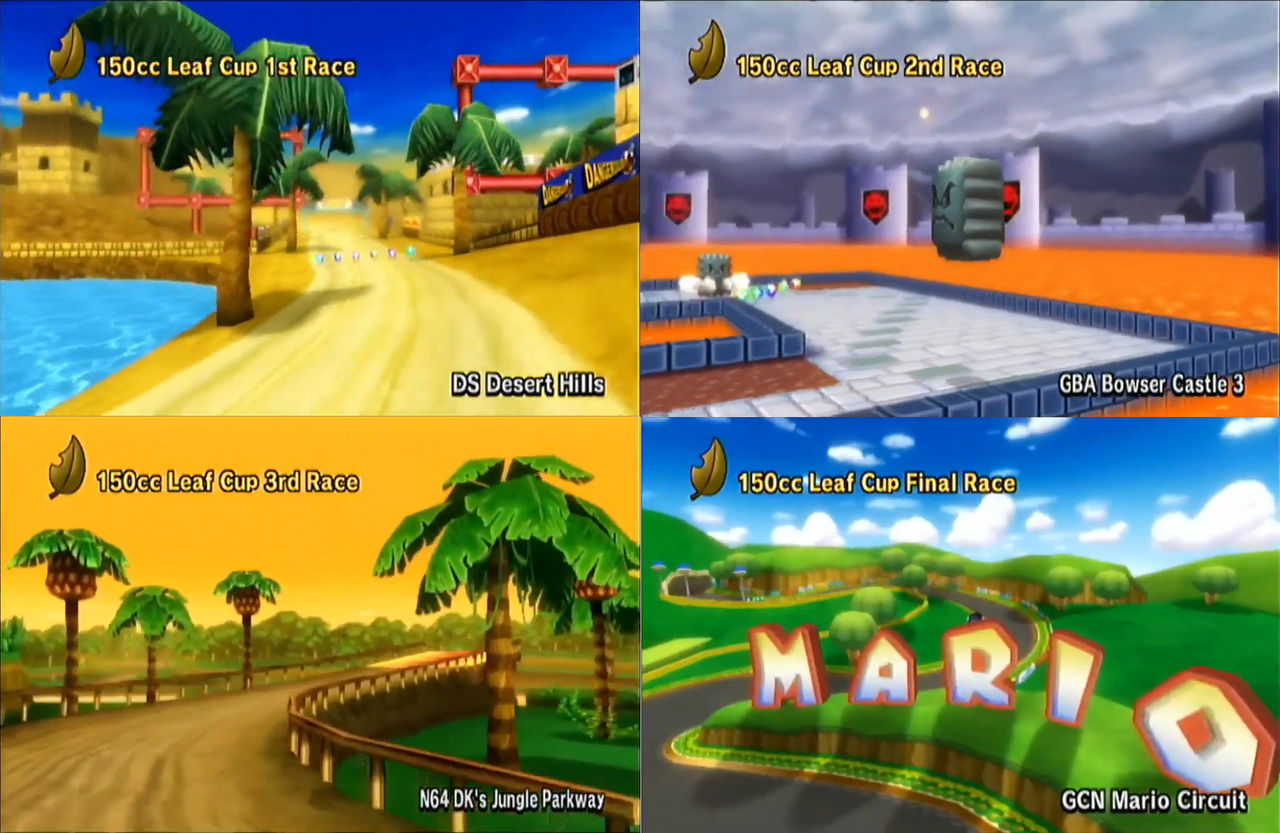 150cc Leaf Cup 1st Race
DANGEROUS
DS Desert Hills
150cc Leaf Cup 2nd Race
GBA Bowser Castle 3
150cc Leaf Cup 3rd Race
N64 DK's Jungle Parkway
150cc Leaf Cup Final Race
MARIO
GCN Mario Circuit